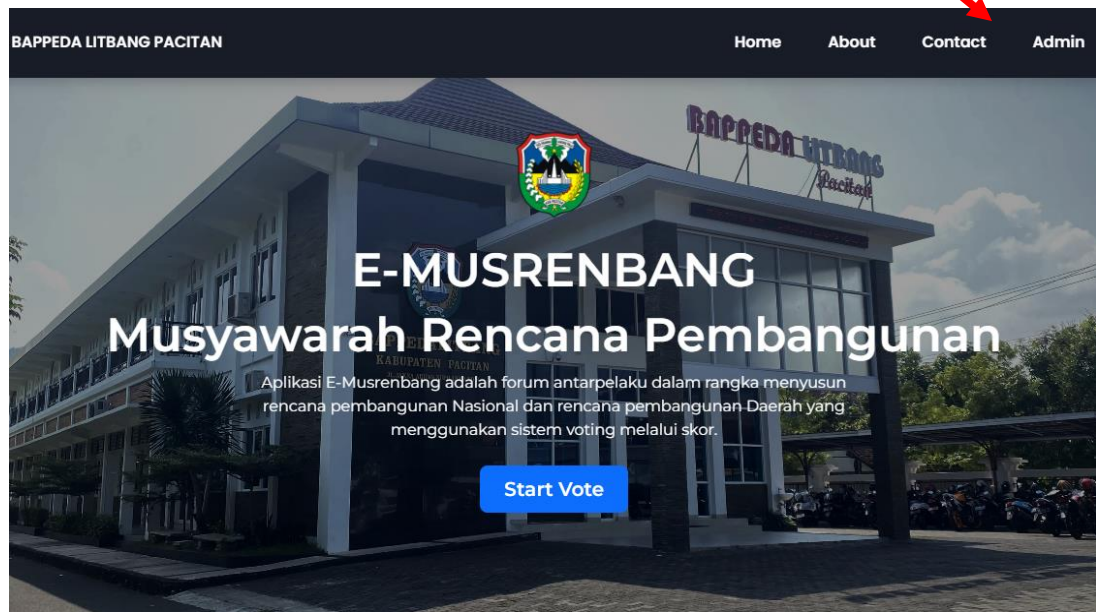 BAPPEDA LITBANG PACITAN
Home About Contact Admin
BAPPEDA LITBANG
Pacitan
E-MUSRENBANG
Musyawarah Rencana Pembangunan
KABUPATEN PACITAN
Aplikasi E-Musrenbang adalah forum antarpelaku dalam rangka menyusun
rencana pembangunan Nasional dan rencana pembangunan Daerah yang
menggunakan sistem voting melalui skor.
Start Vote